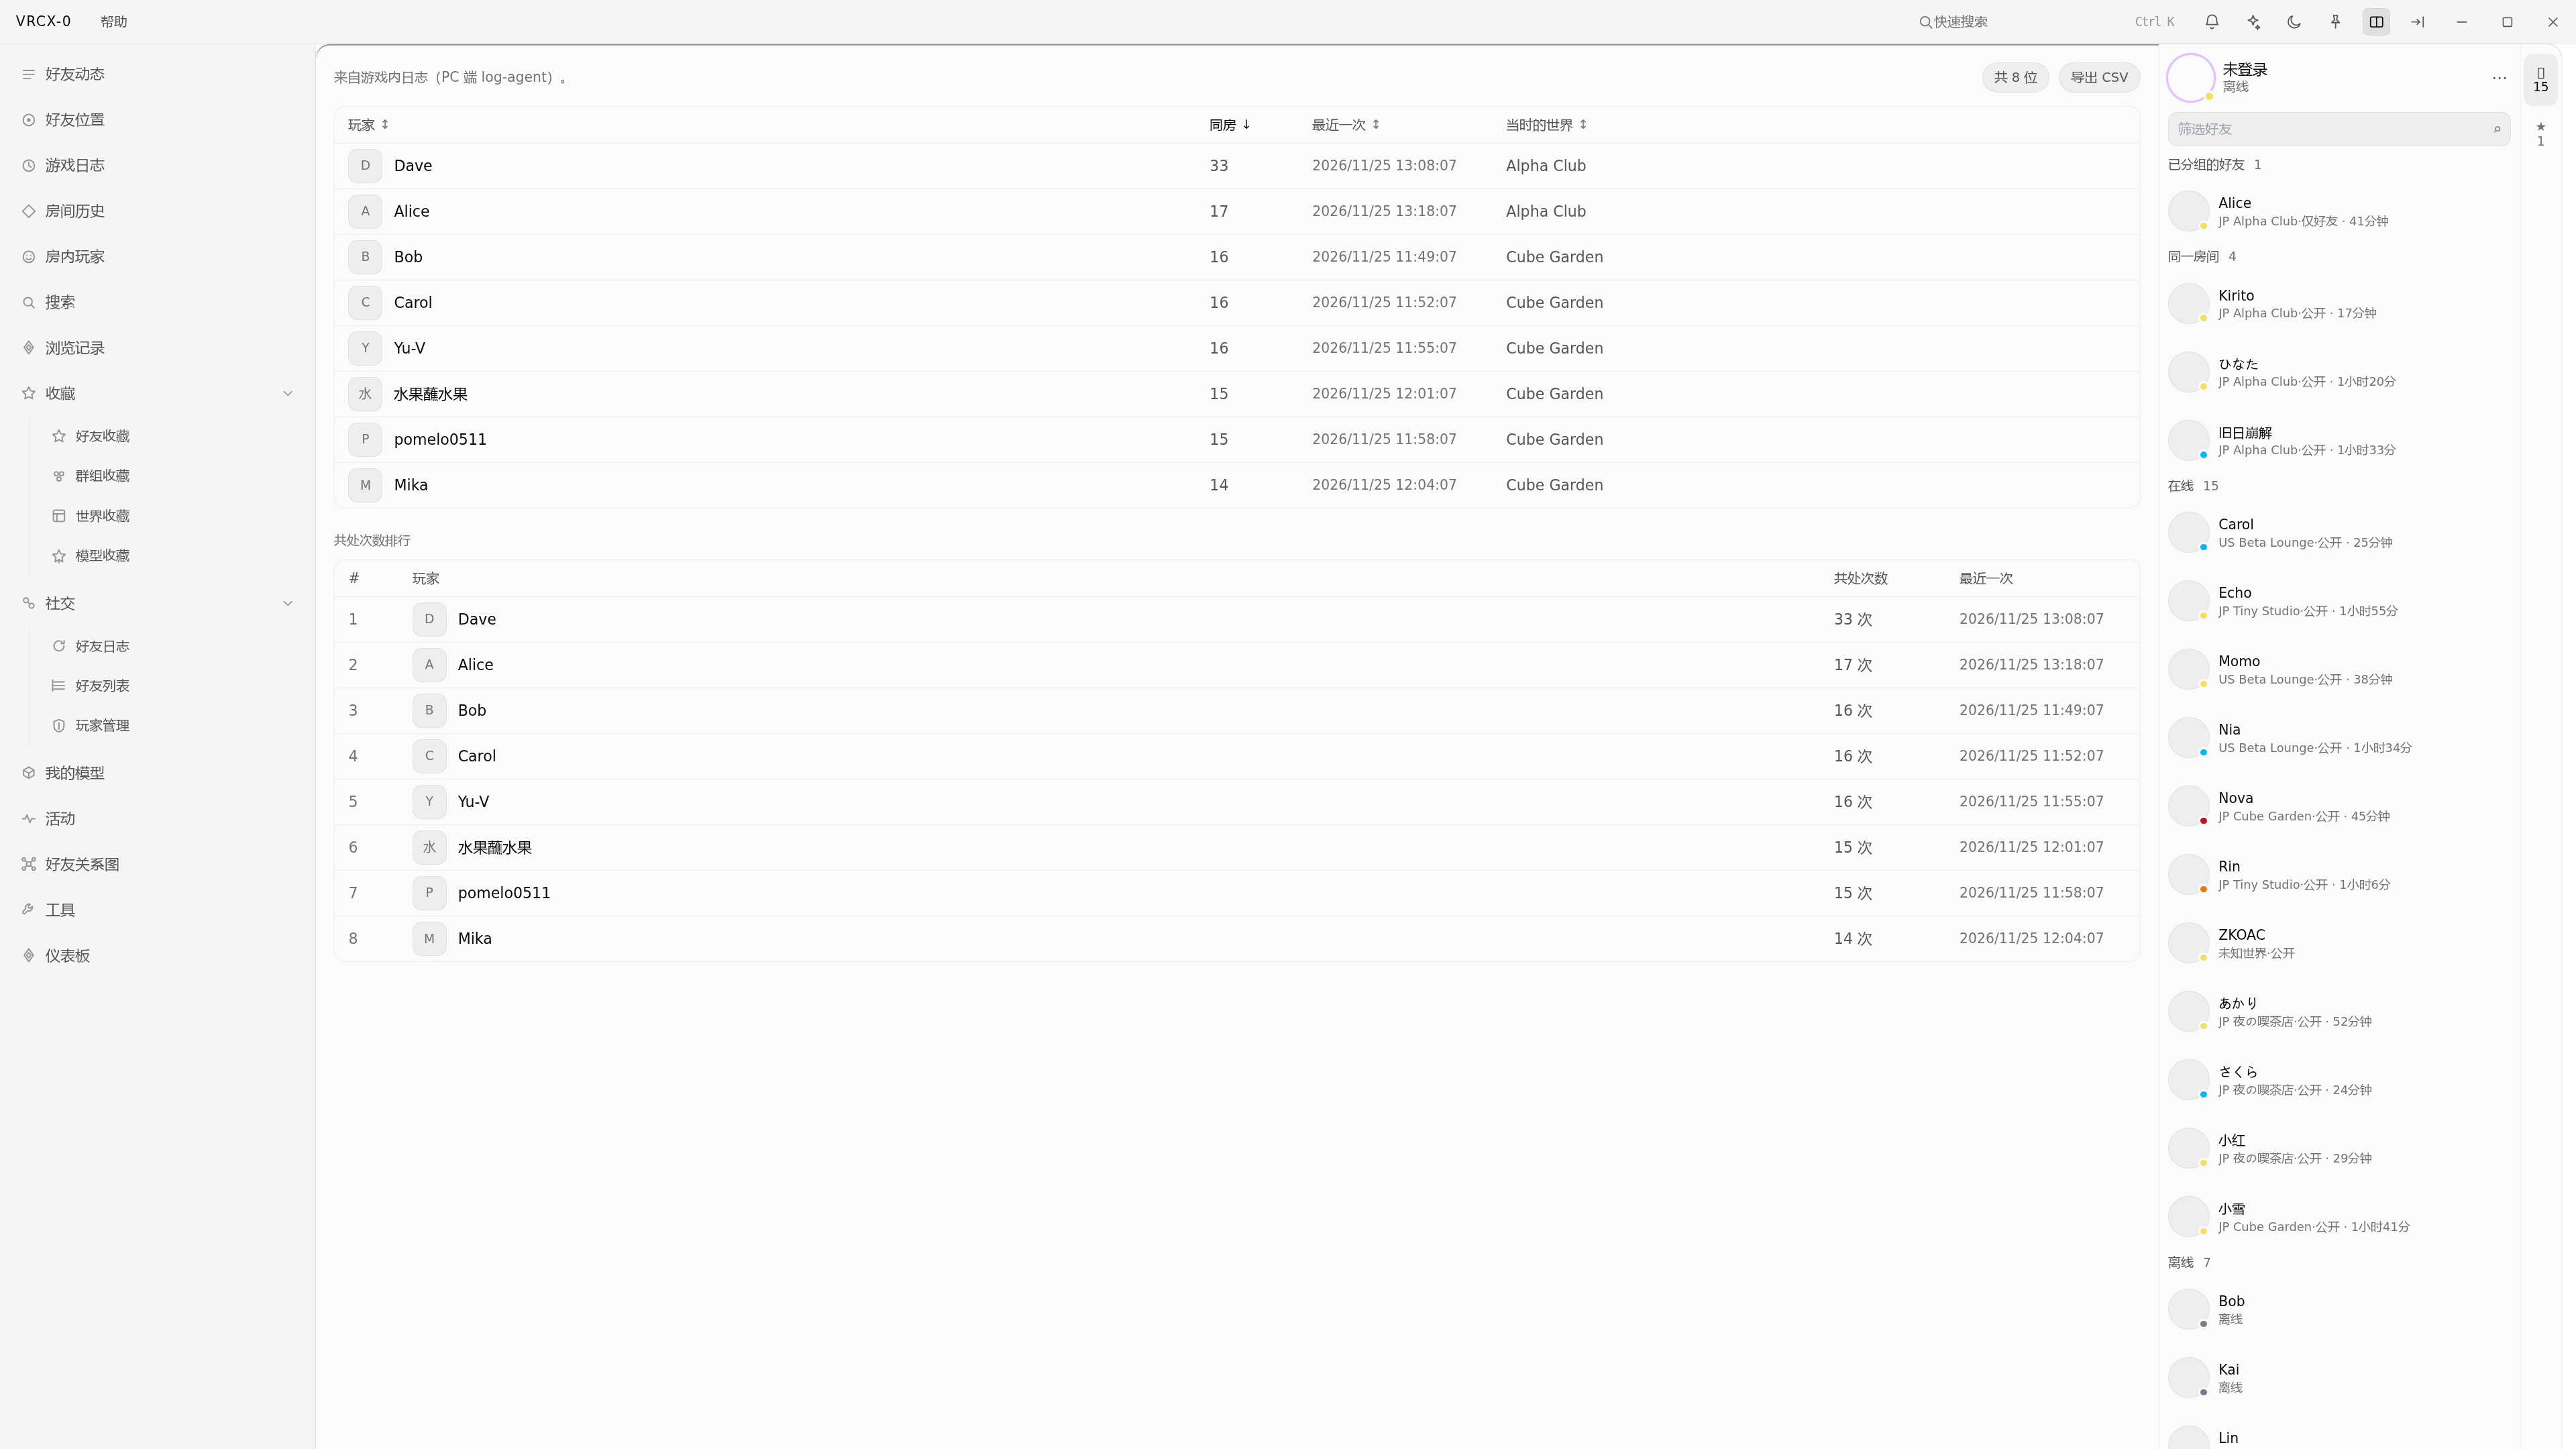 VRCX-0 帮助 快速搜索 Ctrl K
好友动态
好友位置
游戏日志
房间历史
房内玩家
搜索
浏览记录
收藏
好友收藏
群组收藏
世界收藏
模型收藏
社交
好友日志
好友列表
玩家管理
我的模型
活动
好友关系图
工具
仪表板
来自游戏内日志（PC 端 log-agent）。 共 8 位 导出 CSV
玩家 ↕ 同房 ↓ 最近一次 ↕ 当时的世界 ↕
D Dave 33 2026/11/25 13:08:07 Alpha Club
A Alice 17 2026/11/25 13:18:07 Alpha Club
B Bob 16 2026/11/25 11:49:07 Cube Garden
C Carol 16 2026/11/25 11:52:07 Cube Garden
Y Yu-V 16 2026/11/25 11:55:07 Cube Garden
水 水果蘸水果 15 2026/11/25 12:01:07 Cube Garden
P pomelo0511 15 2026/11/25 11:58:07 Cube Garden
M Mika 14 2026/11/25 12:04:07 Cube Garden
共处次数排行
# 玩家 共处次数 最近一次
1 D Dave 33 次 2026/11/25 13:08:07
2 A Alice 17 次 2026/11/25 13:18:07
3 B Bob 16 次 2026/11/25 11:49:07
4 C Carol 16 次 2026/11/25 11:52:07
5 Y Yu-V 16 次 2026/11/25 11:55:07
6 水 水果蘸水果 15 次 2026/11/25 12:01:07
7 P pomelo0511 15 次 2026/11/25 11:58:07
8 M Mika 14 次 2026/11/25 12:04:07
未登录
离线
筛选好友
已分组的好友 1
Alice
JP Alpha Club·仅好友 · 41分钟
同一房间 4
Kirito
JP Alpha Club·公开 · 17分钟
ひなた
JP Alpha Club·公开 · 1小时20分
旧日崩解
JP Alpha Club·公开 · 1小时33分
在线 15
Carol
US Beta Lounge·公开 · 25分钟
Echo
JP Tiny Studio·公开 · 1小时55分
Momo
US Beta Lounge·公开 · 38分钟
Nia
US Beta Lounge·公开 · 1小时34分
Nova
JP Cube Garden·公开 · 45分钟
Rin
JP Tiny Studio·公开 · 1小时6分
ZKOAC
未知世界·公开
あかり
JP 夜の喫茶店·公开 · 52分钟
さくら
JP 夜の喫茶店·公开 · 24分钟
小红
JP 夜の喫茶店·公开 · 29分钟
小雪
JP Cube Garden·公开 · 1小时41分
离线 7
Bob
离线
Kai
离线
Lin
15
★
1